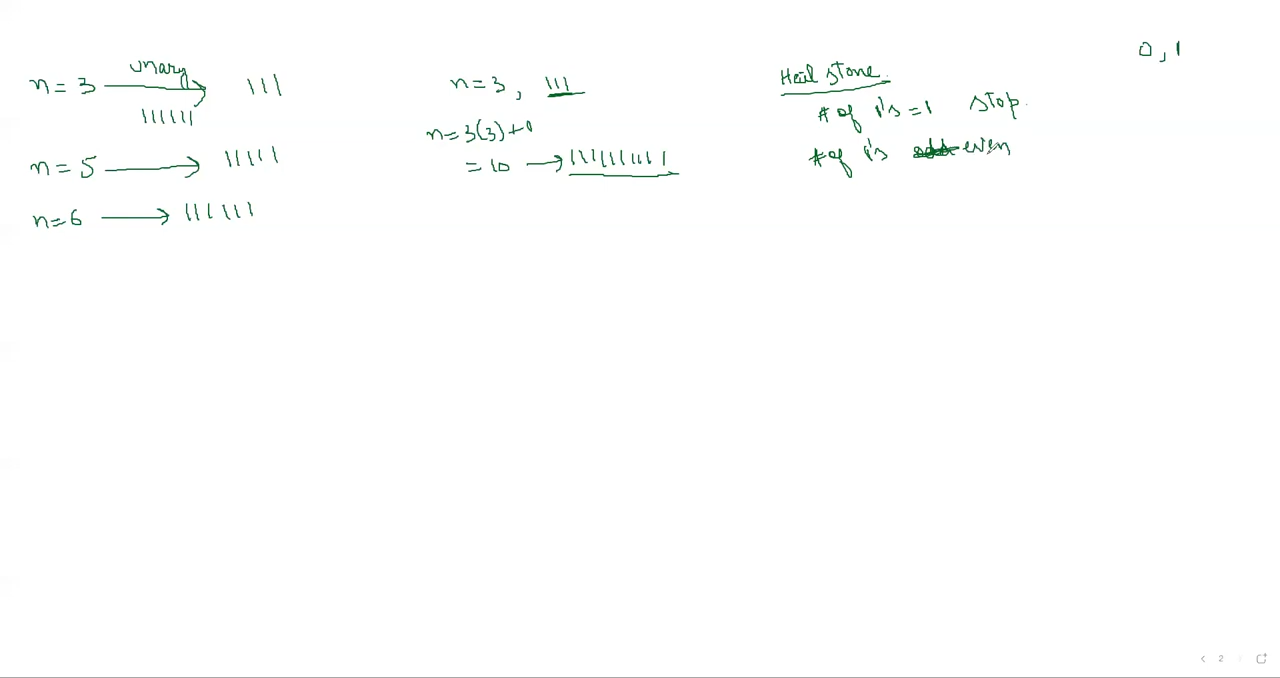 0, 1
n = 3 unary → 111
111111
n = 5 → 11111
n = 6 → 111111
n = 3, 111
n = 3(3) + 1
= 10 → 1111111111
Hail stone.
# of 1's = 1 stop.
# of 1's even
2